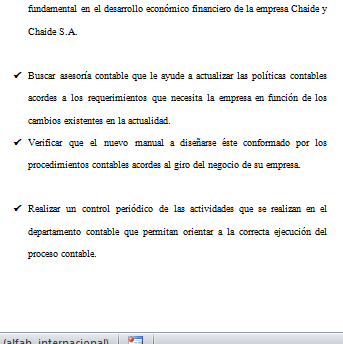 fundamental en el desarrollo económico financiero de la empresa Chaide y
Chaide S.A.
✓ Buscar asesoría contable que le ayude a actualizar las políticas contables
acordes a los requerimientos que necesita la empresa en función de los
cambios existentes en la actualidad.
✓ Verificar que el nuevo manual a diseñarse éste conformado por los
procedimientos contables acordes al giro del negocio de su empresa.
✓ Realizar un control periódico de las actividades que se realizan en el
departamento contable que permitan orientar a la correcta ejecución del
proceso contable.
(alfab. internacional)